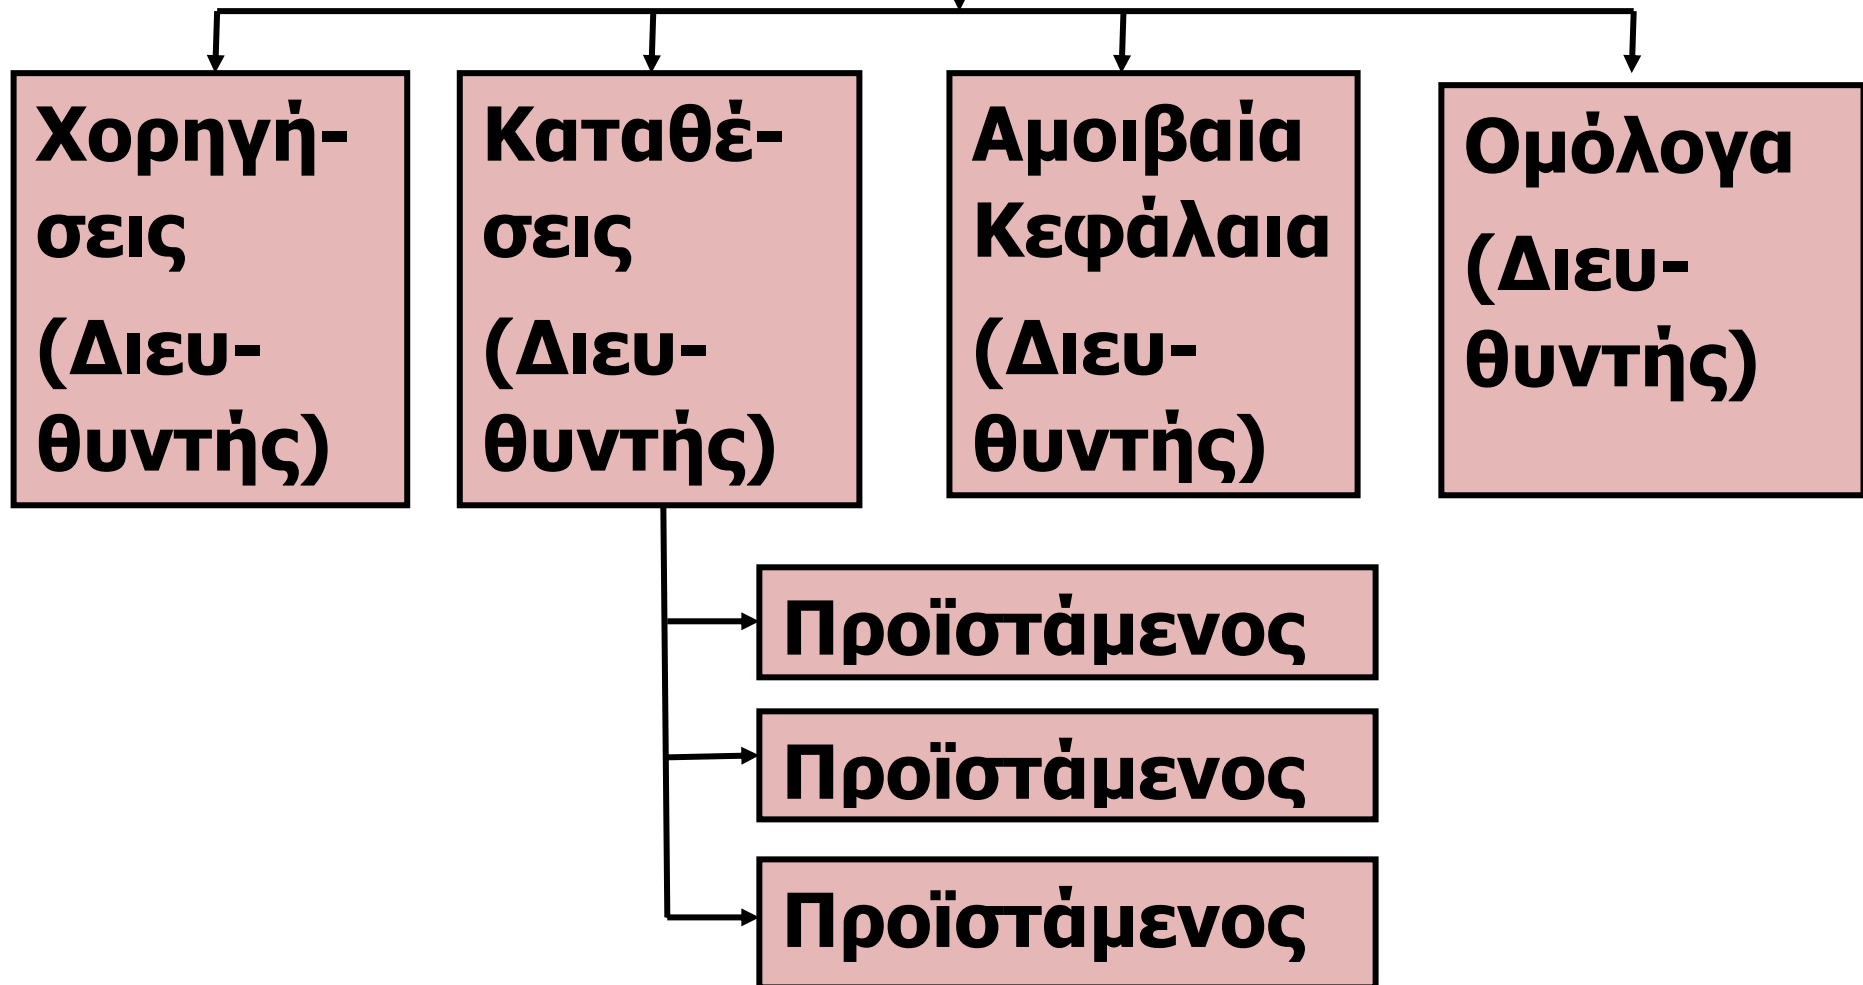 Χορηγή-
σεις
(Διευ-
θυντής)
Καταθέ-
σεις
(Διευ-
θυντής)
Αμοιβαία
Κεφάλαια
(Διευ-
θυντής)
Ομόλογα
(Διευ-
θυντής)
Προϊστάμενος
Προϊστάμενος
Προϊστάμενος